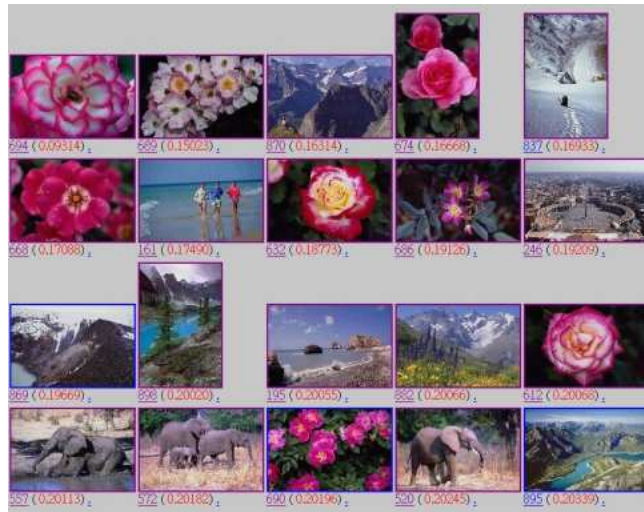 694 (0.09314) . 689 (0.15023) . 870 (0.16314) . 674 (0.16668) . 837 (0.16933) .
668 (0.17088) . 161 (0.17490) . 632 (0.18773) . 686 (0.19126) . 246 (0.19209) .
869 (0.19669) . 898 (0.20020) . 195 (0.20055) . 882 (0.20066) . 612 (0.20068) .
557 (0.20113) . 572 (0.20182) . 690 (0.20196) . 520 (0.20245) . 895 (0.20339) .